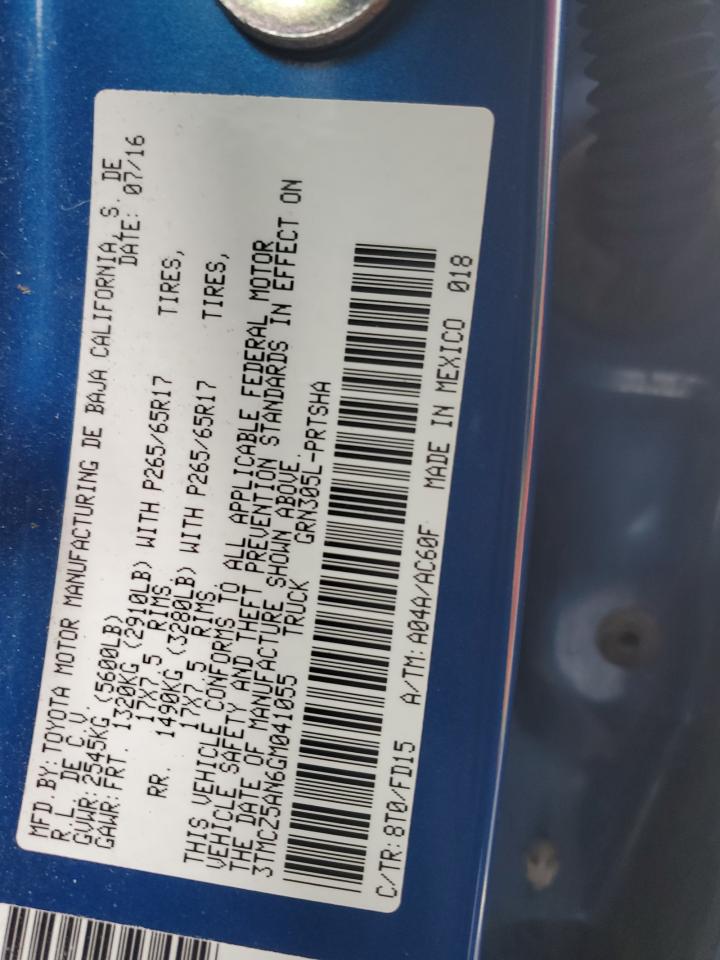 MFD.BY:TOYOTA MOTOR MANUFACTURING DE BAJA CALIFORNIA, S. DE
R.L. DE C.V. DATE: 07/16
GVWR:2545KG (5600LB)
GAWR:FRT. 1320KG (2910LB) WITH P265/65R17 TIRES,
17X7.5 RIMS.
RR. 1490KG (3280LB) WITH P265/65R17 TIRES,
17X7.5 RIMS.
THIS VEHICLE CONFORMS TO ALL APPLICABLE FEDERAL MOTOR
VEHICLE SAFETY AND THEFT PREVENTION STANDARDS IN EFFECT ON
THE DATE OF MANUFACTURE SHOWN ABOVE.
3TMCZ5AN6GM041055 TRUCK GRN305L-PRTSHA
C/TR:8T0/FD15 A/TM:A04A/AC60F MADE IN MEXICO 018